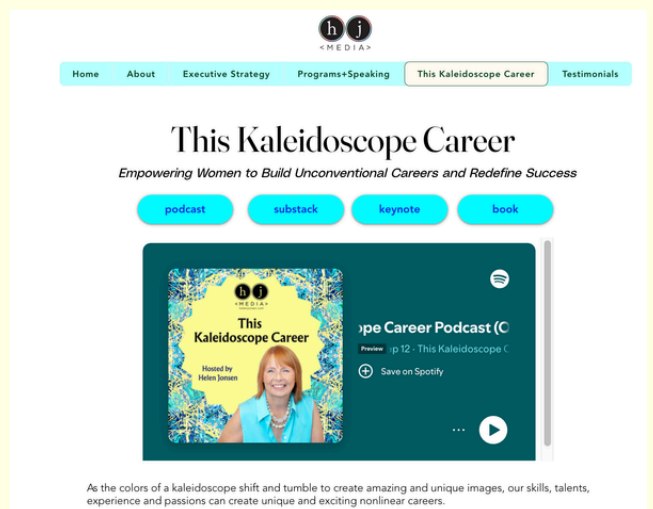 h j
<MEDIA>
Home About Executive Strategy Programs+Speaking This Kaleidoscope Career Testimonials
This Kaleidoscope Career
Empowering Women to Build Unconventional Careers and Redefine Success
podcast substack keynote book
h j
<MEDIA>
This
Kaleidoscope Career
Hosted by
Helen Jonsen
ope Career Podcast (C
Preview p 12 - This Kaleidoscope C
Save on Spotify
As the colors of a kaleidoscope shift and tumble to create amazing and unique images, our skills, talents,
experience and passions can create unique and exciting nonlinear careers.